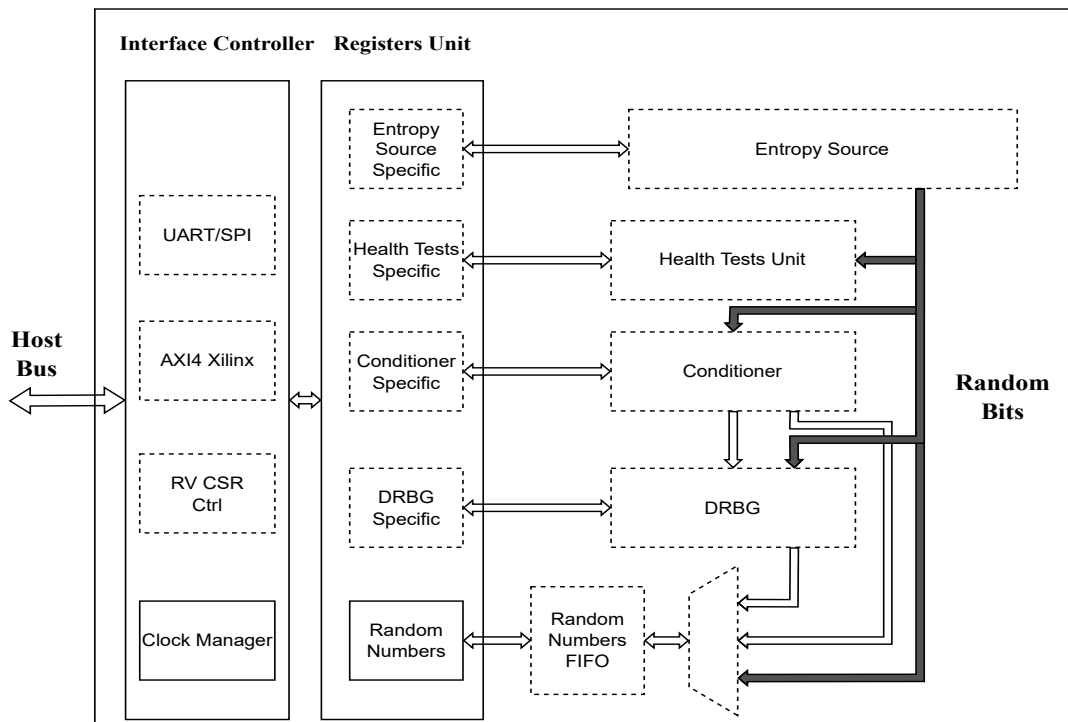 Interface Controller
Registers Unit
Entropy
Source
Specific
Entropy Source
UART/SPI
Health Tests
Specific
Health Tests Unit
Host
Bus
AXI4 Xilinx
Conditioner
Specific
Conditioner
Random
Bits
RV CSR
Ctrl
DRBG
Specific
DRBG
Clock Manager
Random
Numbers
Random
Numbers
FIFO